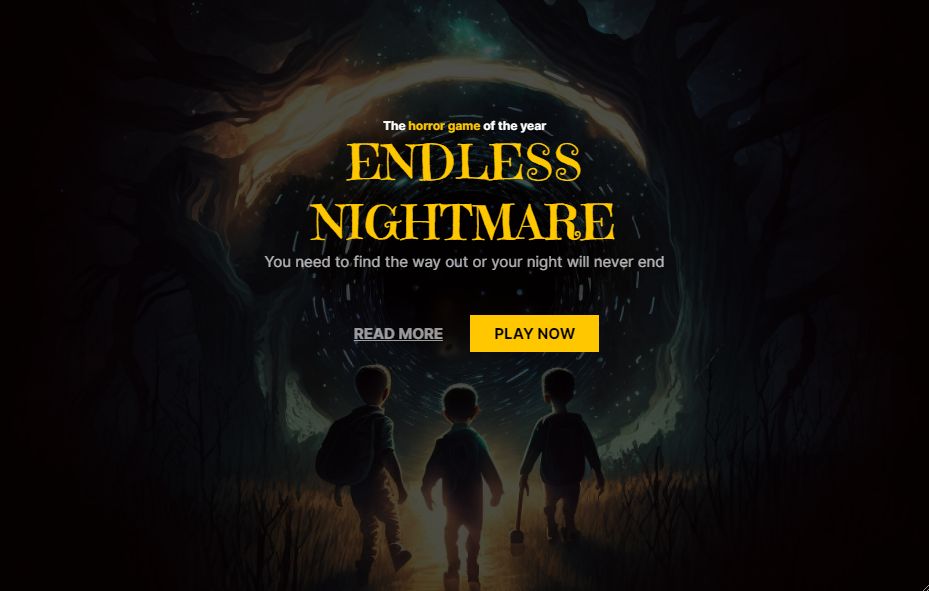 The horror game of the year
ENDLESS
NIGHTMARE
You need to find the way out or your night will never end
READ MORE
PLAY NOW